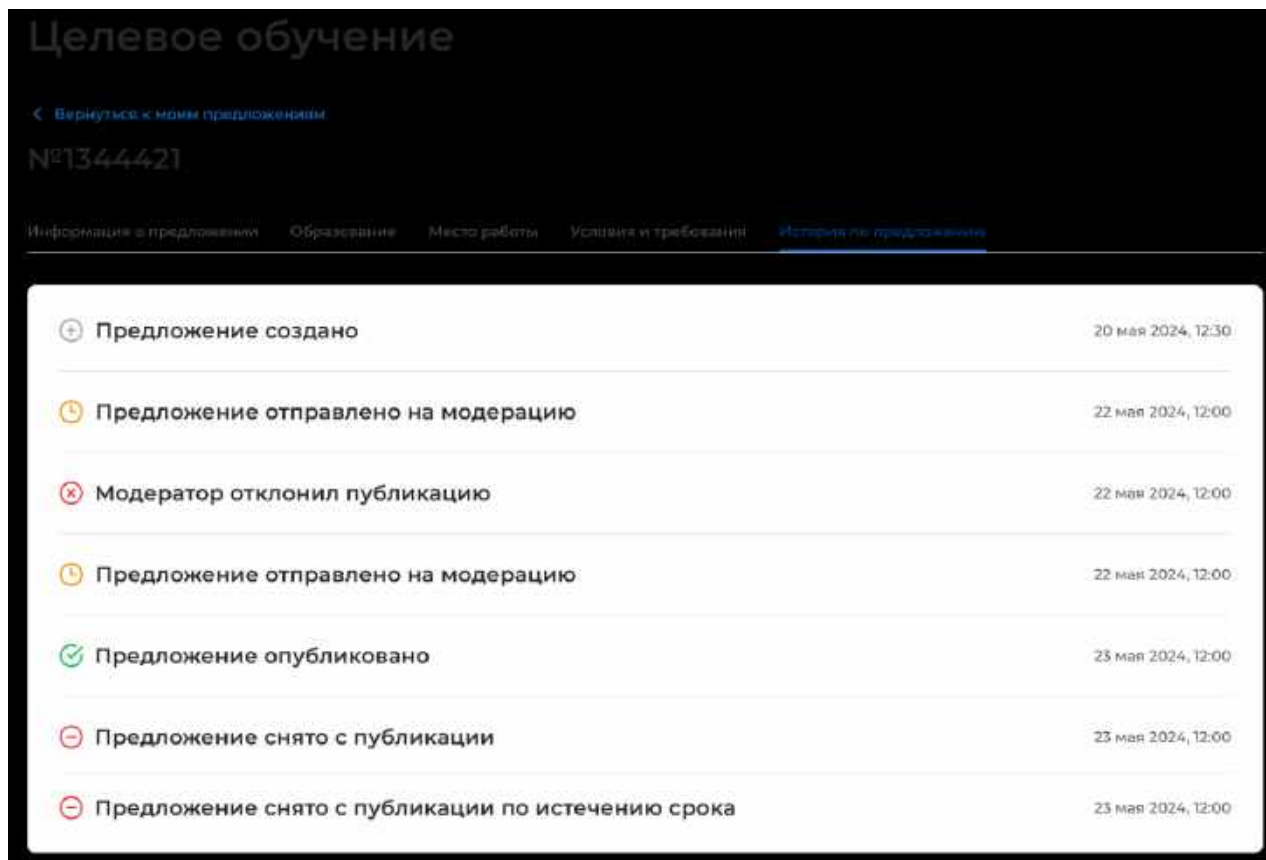 Целевое обучение
Вернуться к моим предложениям
№1344421
Информация о предложении Образование Место работы Условия и требования История по предложению
Предложение создано 20 мая 2024, 12:30
Предложение отправлено на модерацию 22 мая 2024, 12:00
Модератор отклонил публикацию 22 мая 2024, 12:00
Предложение отправлено на модерацию 22 мая 2024, 12:00
Предложение опубликовано 23 мая 2024, 12:00
Предложение снято с публикации 23 мая 2024, 12:00
Предложение снято с публикации по истечению срока 23 мая 2024, 12:00